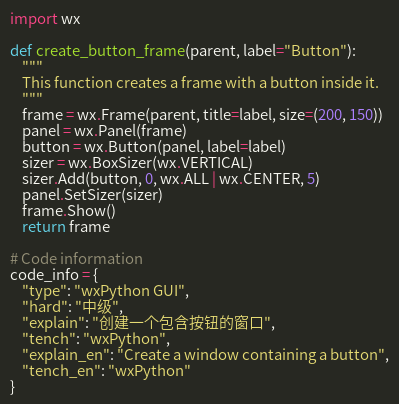 import wx
def create_button_frame(parent, label="Button"):
"""
This function creates a frame with a button inside it.
"""
frame = wx.Frame(parent, title=label, size=(200, 150))
panel = wx.Panel(frame)
button = wx.Button(panel, label=label)
sizer = wx.BoxSizer(wx.VERTICAL)
sizer.Add(button, 0, wx.ALL | wx.CENTER, 5)
panel.SetSizer(sizer)
frame.Show()
return frame
# Code information
code_info = {
"type": "wxPython GUI",
"hard": "中级",
"explain": "创建一个包含按钮的窗口",
"tench": "wxPython",
"explain_en": "Create a window containing a button",
"tench_en": "wxPython"
}